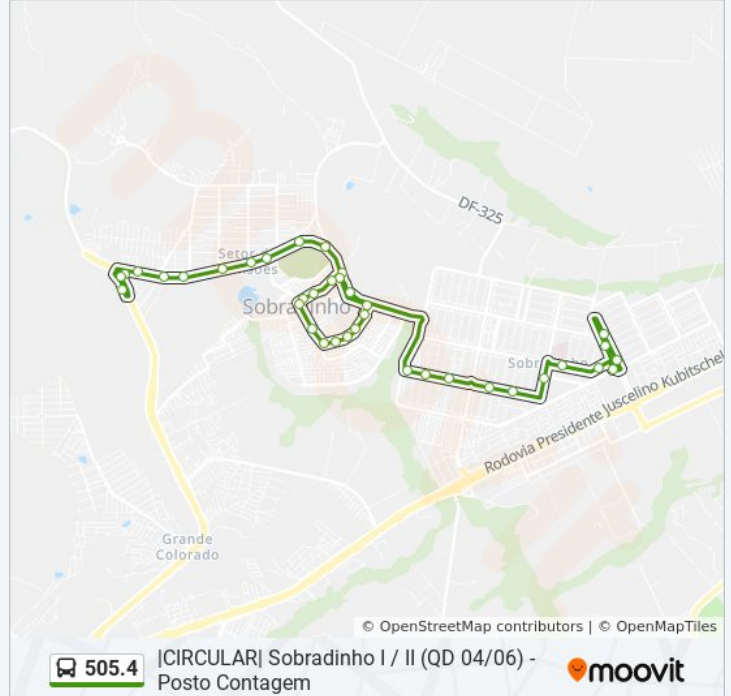 DF-325
Setor de
Mansões
Sobradinho
Sobradinho
Rodovia Presidente Juscelino Kubitschek
Grande
Colorado
© OpenStreetMap contributors | © OpenMapTiles
505.4
|CIRCULAR| Sobradinho I / II (QD 04/06) -
Posto Contagem
moovit